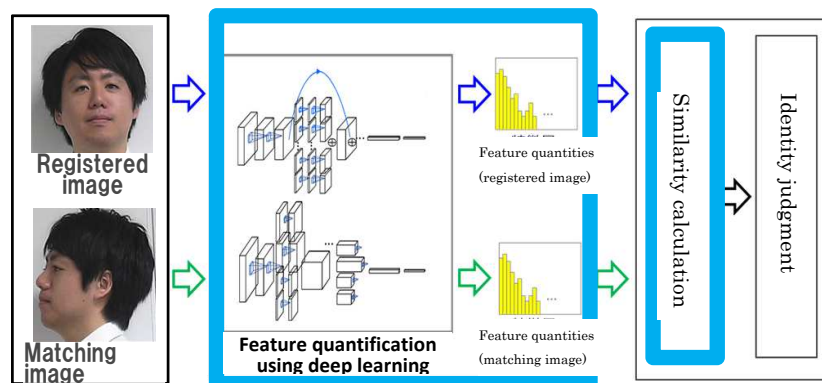 Registered
image
Matching
image
Feature quantification
using deep learning
Feature quantities
(registered image)
Feature quantities
(matching image)
Similarity calculation
Identity judgment